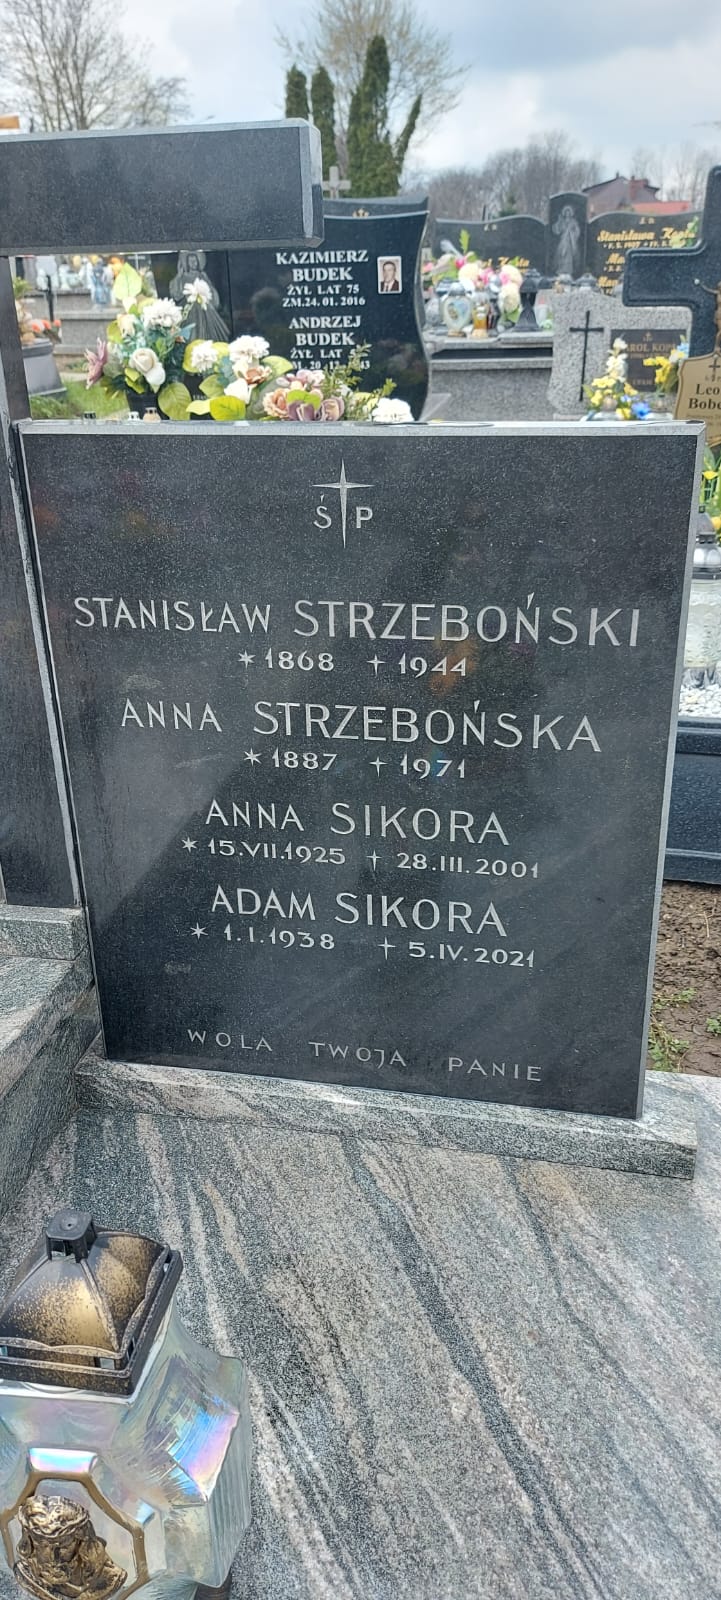 KAZIMIERZ
BUDEK
ŻYŁ LAT 75
ZM.24.01.2016
ANDRZEJ
BUDEK
ŻYŁ LAT
Stanisława
Ś P
STANISŁAW STRZEBOŃSKI
* 1868 + 1944
ANNA STRZEBOŃSKA
* 1887 + 1971
ANNA SIKORA
* 15.VII.1925 + 28.III.2001
ADAM SIKORA
* 1.I.1938 + 5.IV.2021
WOLA TWOJA PANIE